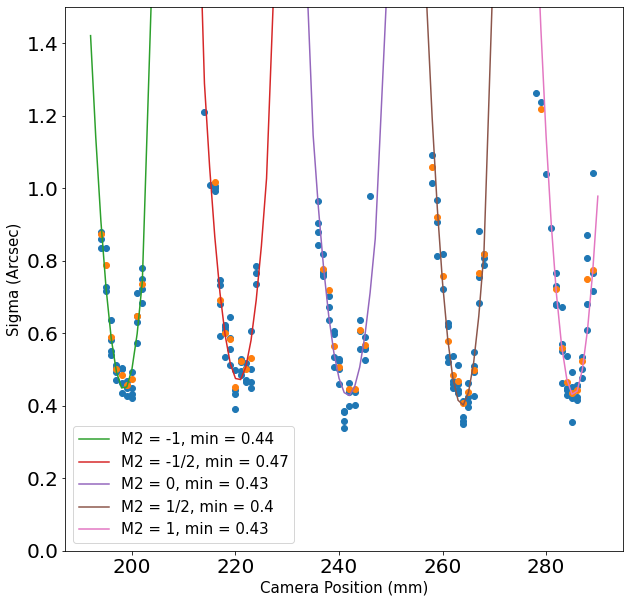 1.4
1.2
1.0
0.8
0.6
0.4
0.2
0.0
Sigma (Arcsec)
M2 = -1, min = 0.44
M2 = -1/2, min = 0.47
M2 = 0, min = 0.43
M2 = 1/2, min = 0.4
M2 = 1, min = 0.43
200 220 240 260 280
Camera Position (mm)